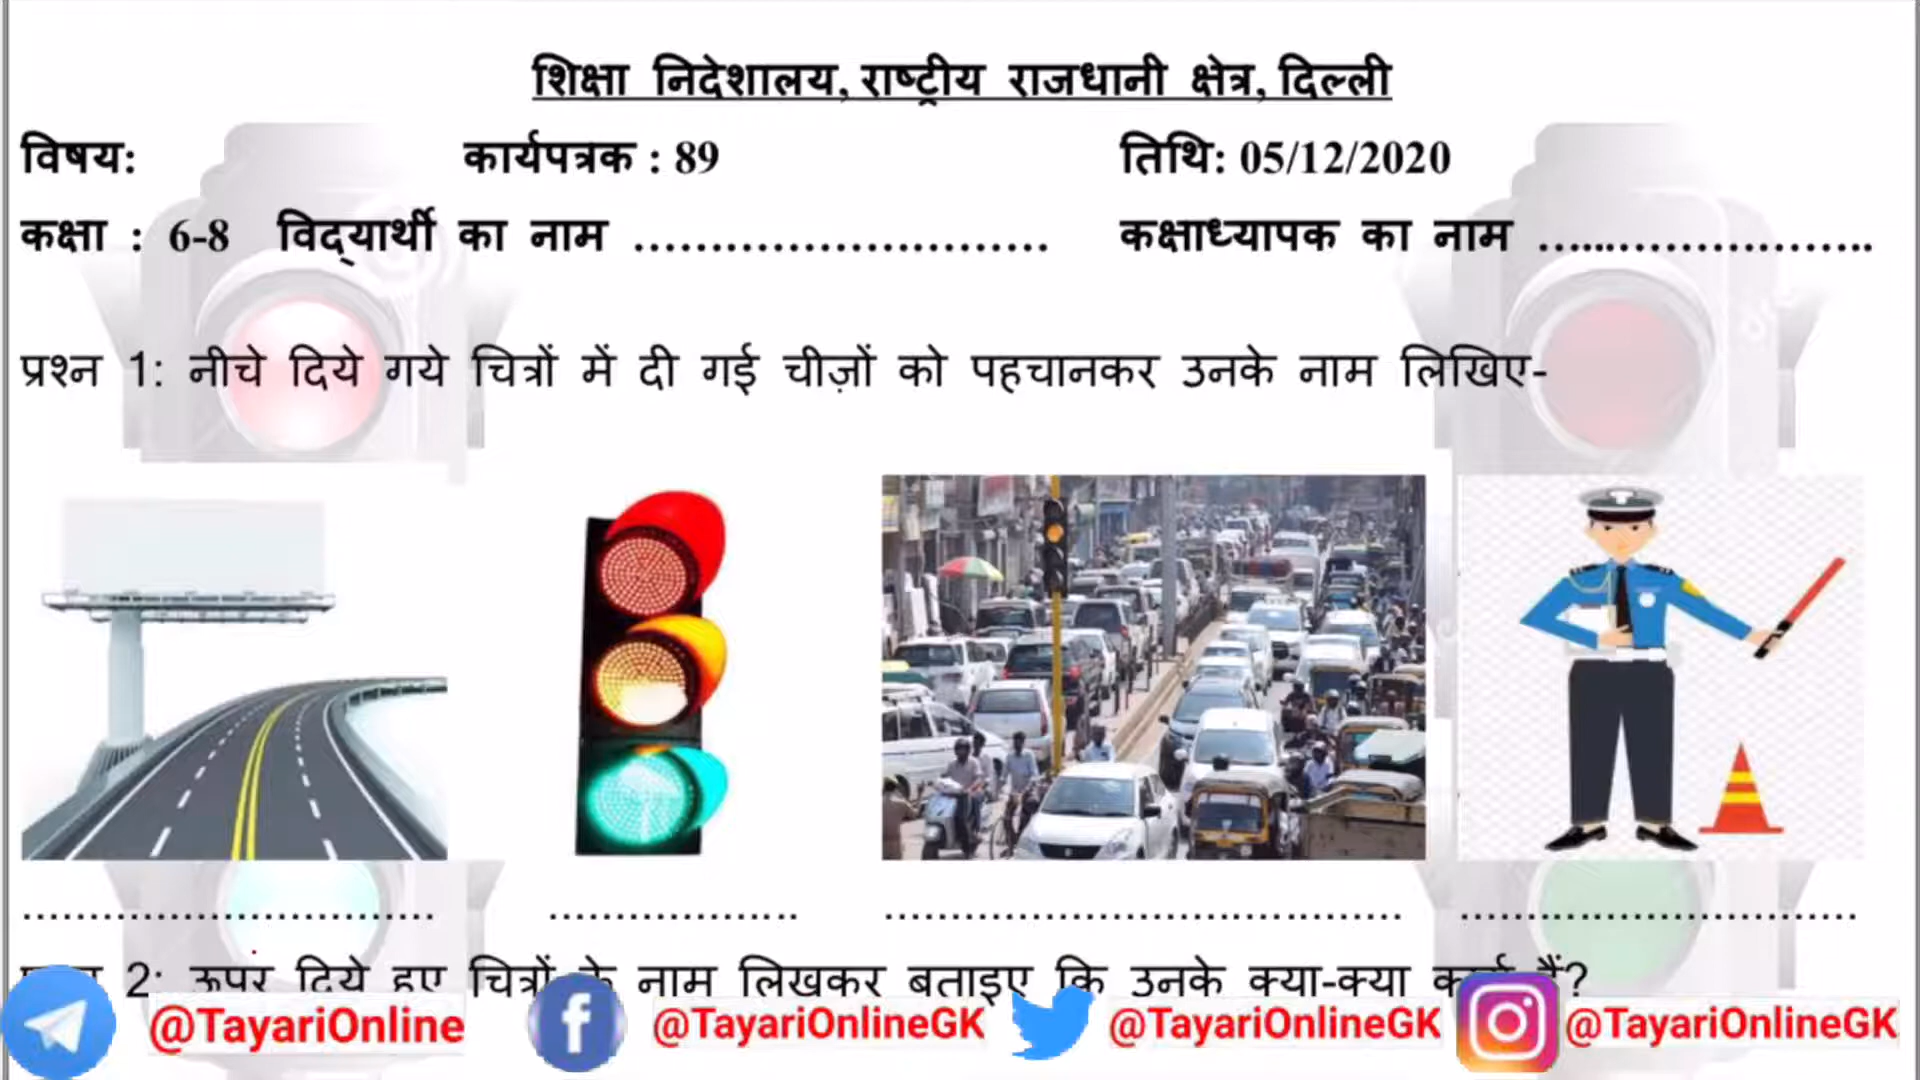 शिक्षा निदेशालय, राष्ट्रीय राजधानी क्षेत्र, दिल्ली
विषय: कार्यपत्रक : 89 तिथि: 05/12/2020
कक्षा : 6-8 विद्यार्थी का नाम ........................... कक्षाध्यापक का नाम ........................
प्रश्न 1: नीचे दिये गये चित्रों में दी गई चीज़ों को पहचानकर उनके नाम लिखिए-
............................... ................... ....................................... ..............................
2: ऊपर दिये हुए चित्रों के नाम लिखकर बताइए कि उनके क्या-क्या कार्य हैं?
@TayariOnline @TayariOnlineGK @TayariOnlineGK @TayariOnlineGK